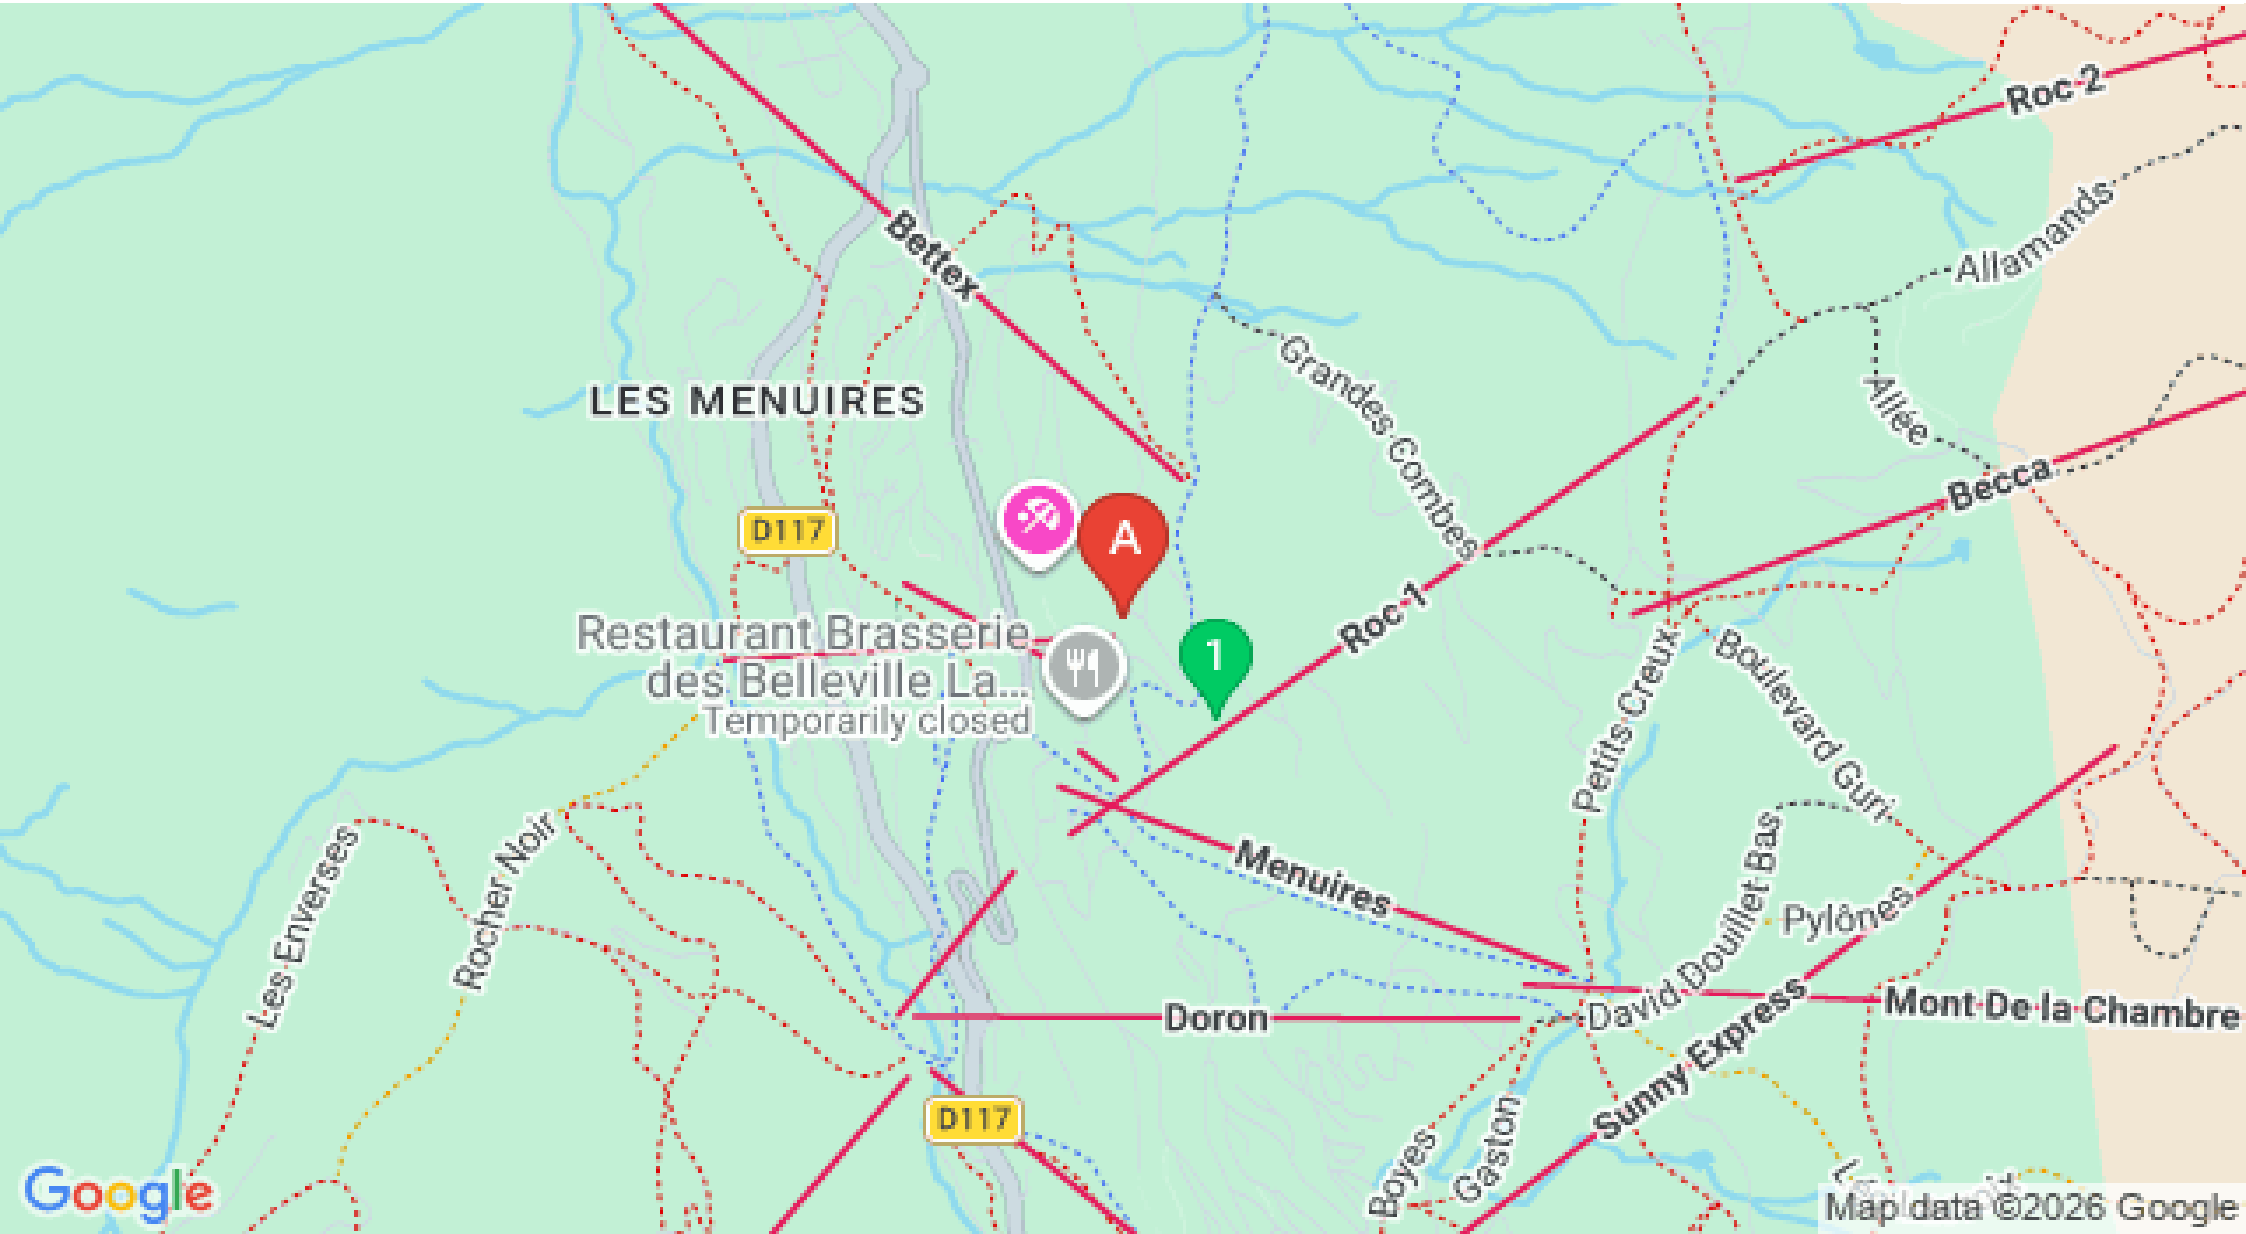 Roc 2
Allamands
Bettex
Grandes Combes
Allée
LES MENUIRES
Becca
D117
A
Restaurant Brasserie
des Belleville La...
Temporarily closed
1
Roc 1
Petits Creux
Boulevard Guri
Les Enverses
Rocher Noir
Menuires
David Douillet Bas
Pylônes
Doron
Mont De la Chambre
Sunny Express
D117
Boyes
Gaston
Google
Map data ©2026 Google